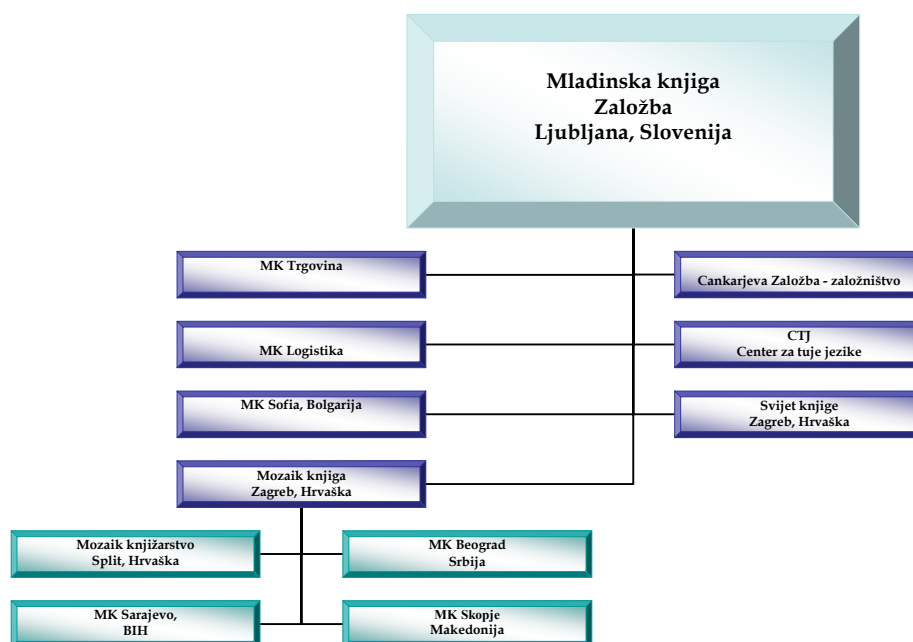 Mladinska knjiga
Založba
Ljubljana, Slovenija
MK Trgovina
Cankarjeva Založba - založništvo
MK Logistika
CTJ
Center za tuje jezike
MK Sofia, Bolgarija
Svijet knjige
Zagreb, Hrvaška
Mozaik knjiga
Zagreb, Hrvaška
Mozaik knjižarstvo
Split, Hrvaška
MK Beograd
Srbija
MK Sarajevo,
BIH
MK Skopje
Makedonija